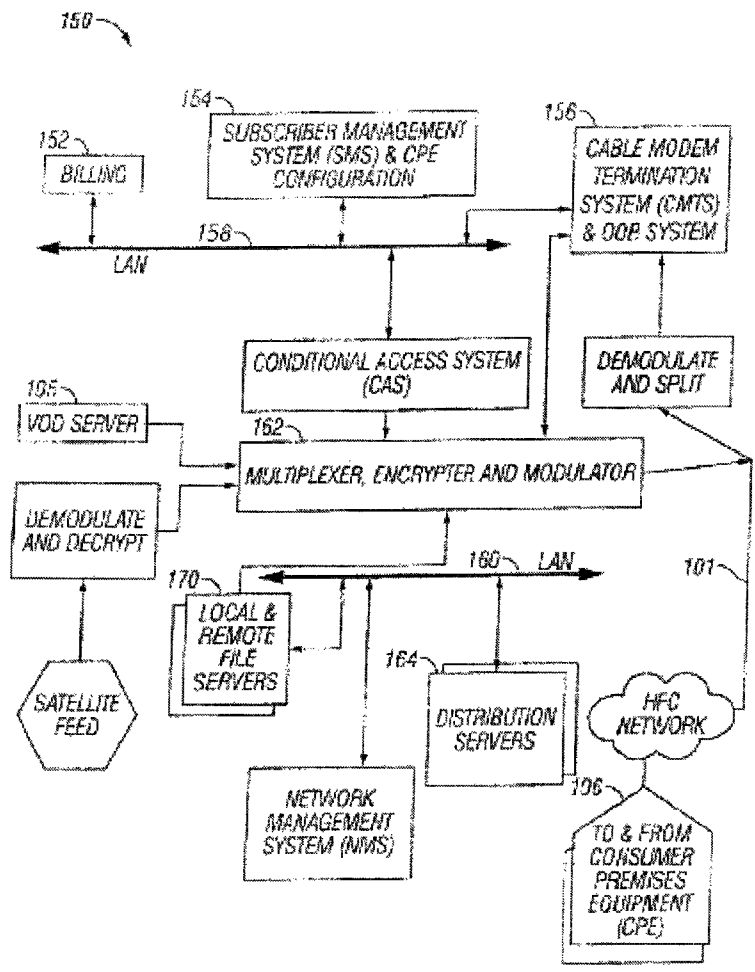 150
154
SUBSCRIBER MANAGEMENT
SYSTEM (SMS) & CPE
CONFIGURATION
152
BILLING
156
CABLE MODEM
TERMINATION
SYSTEM (CMTS)
& OOB SYSTEM
158
LAN
CONDITIONAL ACCESS SYSTEM
(CAS)
DEMODULATE
AND SPLIT
105
VOD SERVER
162
MULTIPLEXER, ENCRYPTER AND MODULATOR
DEMODULATE
AND DECRYPT
160
LAN
101
170
LOCAL &
REMOTE
FILE
SERVERS
164
DISTRIBUTION
SERVERS
SATELLITE
FEED
HFC
NETWORK
NETWORK
MANAGEMENT
SYSTEM (NMS)
106
TO & FROM
CONSUMER
PREMISES
EQUIPMENT
(CPE)